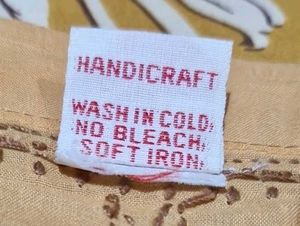 HANDICRAFT
WASH IN COLD,
NO BLEACH,
SOFT IRON,